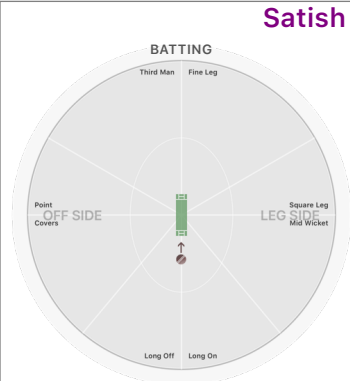 Satish
BATTING
Third Man
Fine Leg
Point
Square Leg
OFF SIDE
LEG SIDE
Covers
Mid Wicket
Long Off
Long On